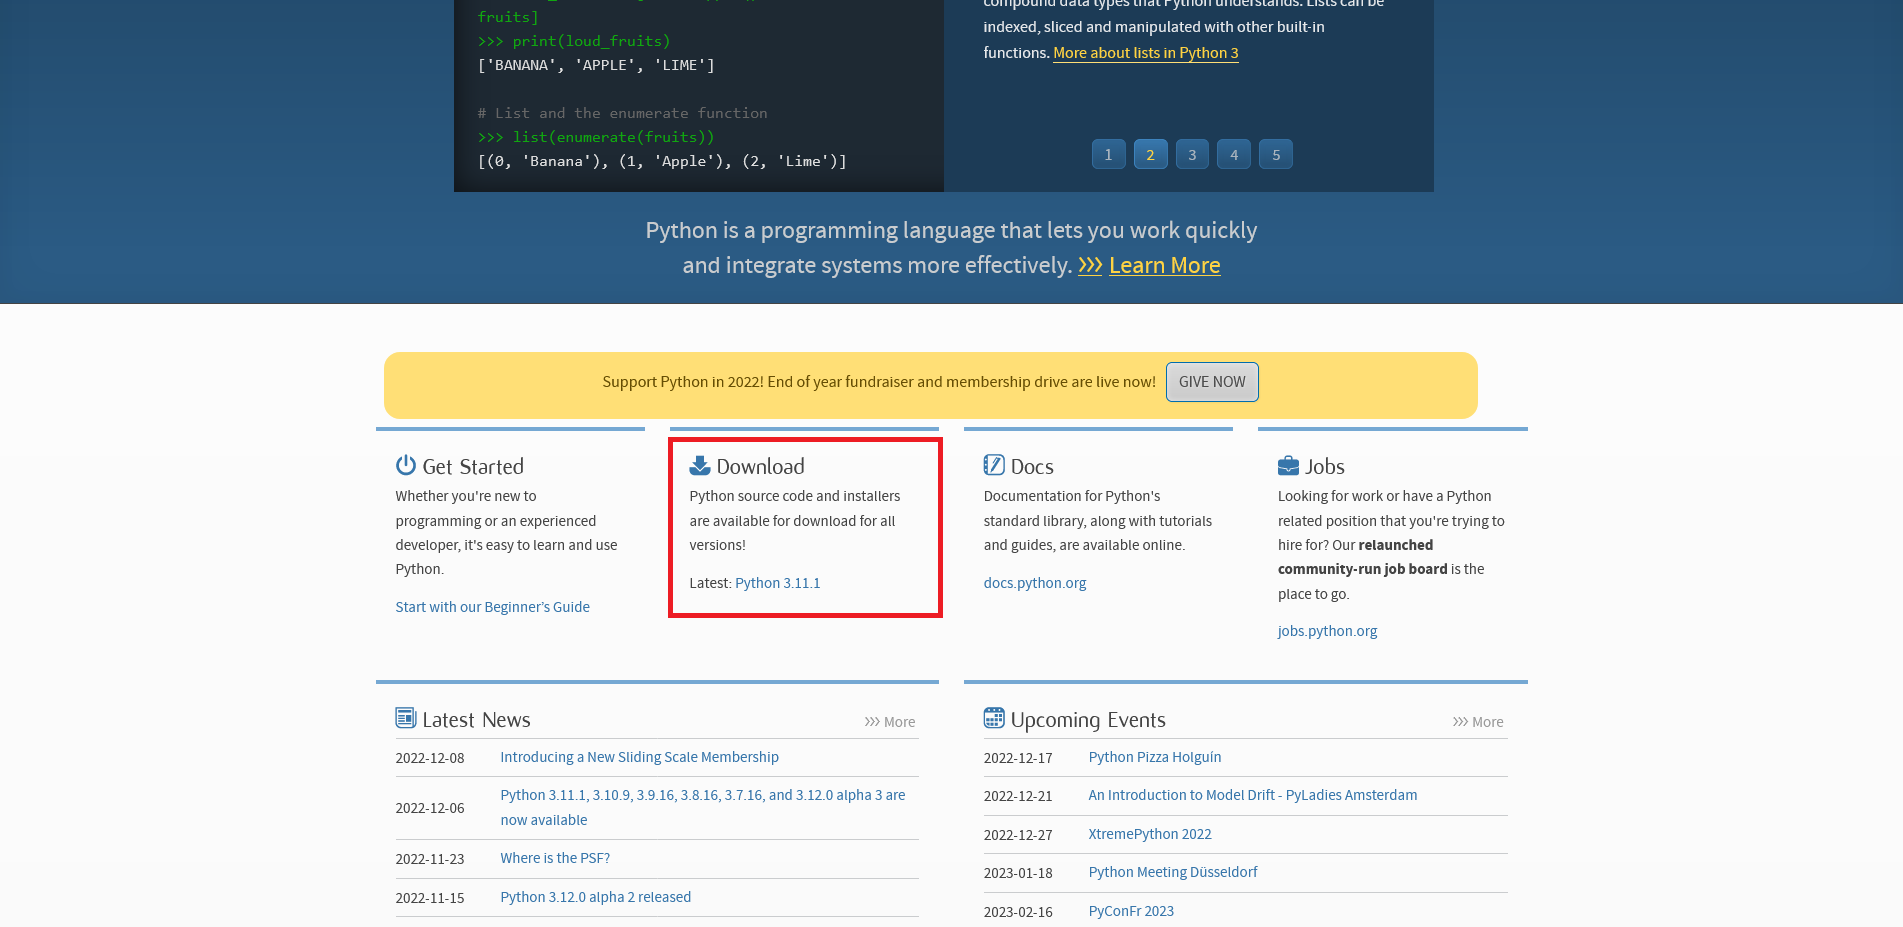 fruits]
>>> print(loud_fruits)
['BANANA', 'APPLE', 'LIME']
# List and the enumerate function
>>> list(enumerate(fruits))
[(0, 'Banana'), (1, 'Apple'), (2, 'Lime')]
compound data types that Python understands. Lists can be
indexed, sliced and manipulated with other built-in
functions. More about lists in Python 3
1 2 3 4 5
Python is a programming language that lets you work quickly
and integrate systems more effectively. >>> Learn More
Support Python in 2022! End of year fundraiser and membership drive are live now! GIVE NOW
Get Started
Whether you're new to
programming or an experienced
developer, it's easy to learn and use
Python.
Start with our Beginner’s Guide
Download
Python source code and installers
are available for download for all
versions!
Latest: Python 3.11.1
Docs
Documentation for Python's
standard library, along with tutorials
and guides, are available online.
docs.python.org
Jobs
Looking for work or have a Python
related position that you're trying to
hire for? Our relaunched
community-run job board is the
place to go.
jobs.python.org
Latest News
>>> More
2022-12-08 Introducing a New Sliding Scale Membership
2022-12-06 Python 3.11.1, 3.10.9, 3.9.16, 3.8.16, 3.7.16, and 3.12.0 alpha 3 are
now available
2022-11-23 Where is the PSF?
2022-11-15 Python 3.12.0 alpha 2 released
Upcoming Events
>>> More
2022-12-17 Python Pizza Holguín
2022-12-21 An Introduction to Model Drift - PyLadies Amsterdam
2022-12-27 XtremePython 2022
2023-01-18 Python Meeting Düsseldorf
2023-02-16 PyConFr 2023